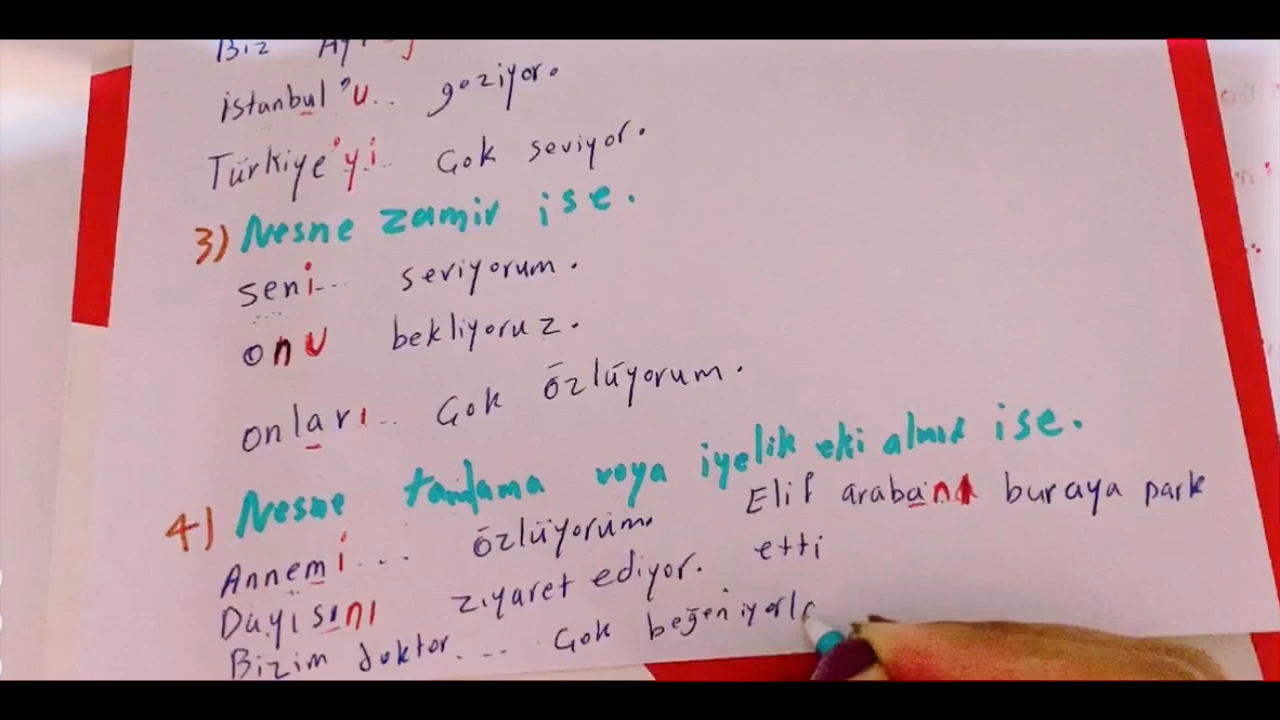 Biz
İstanbul'u.. geziyor.
Türkiye'yi.. Çok seviyor.
3) Nesne zamir ise.
seni... seviyorum.
onu bekliyoruz.
onları... Çok özlüyorum.
4) Nesne tamlama veya iyelik eki almış ise.
Annemi... özlüyorum. Elif arabanı buraya park etti
Dayısını ziyaret ediyor.
Bizim doktor... Çok beğeniyorla